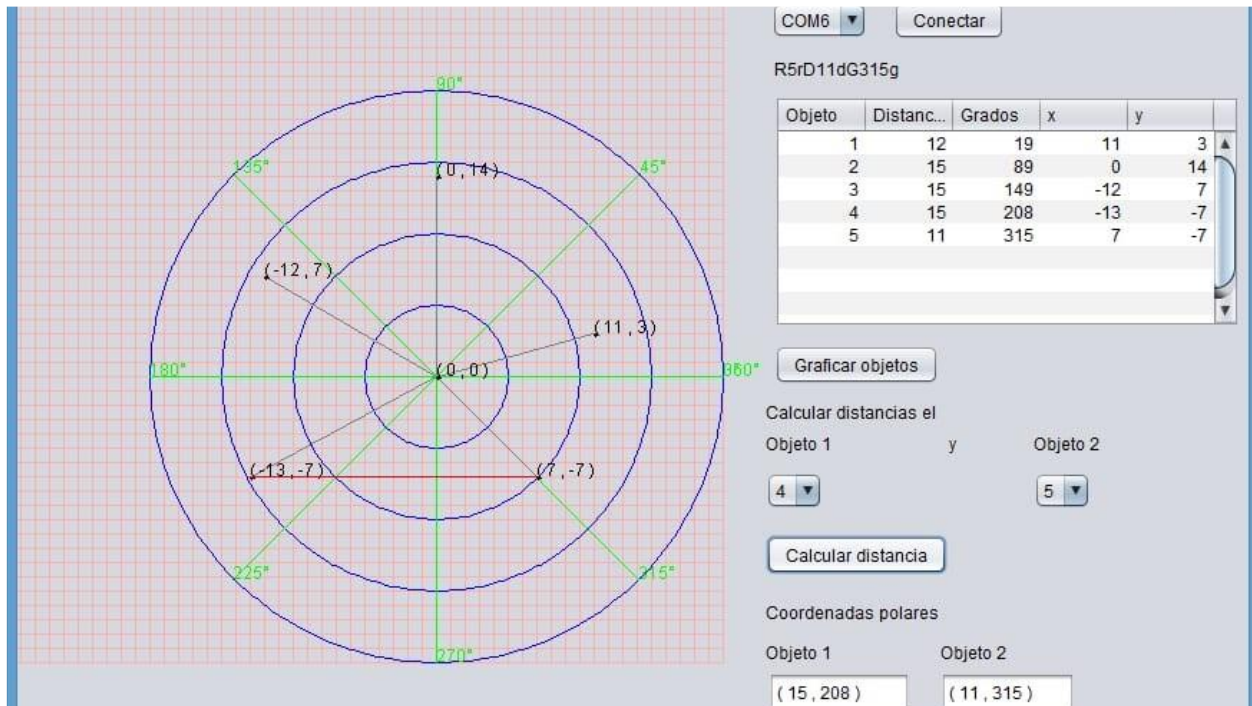 90°
135°
(0,14)
45°
(-12,7)
(11,3)
180°
(0,0)
(-13,-7)
(7,-7)
225°
315°
270°
COM6
Conectar
R5rD11dG315g
Objeto Distanc... Grados x y
1 12 19 11 3
2 15 89 0 14
3 15 149 -12 7
4 15 208 -13 -7
5 11 315 7 -7
Graficar objetos
Calcular distancias el
Objeto 1 y Objeto 2
4 5
Calcular distancia
Coordenadas polares
Objeto 1 Objeto 2
( 15 , 208 ) ( 11 , 315 )